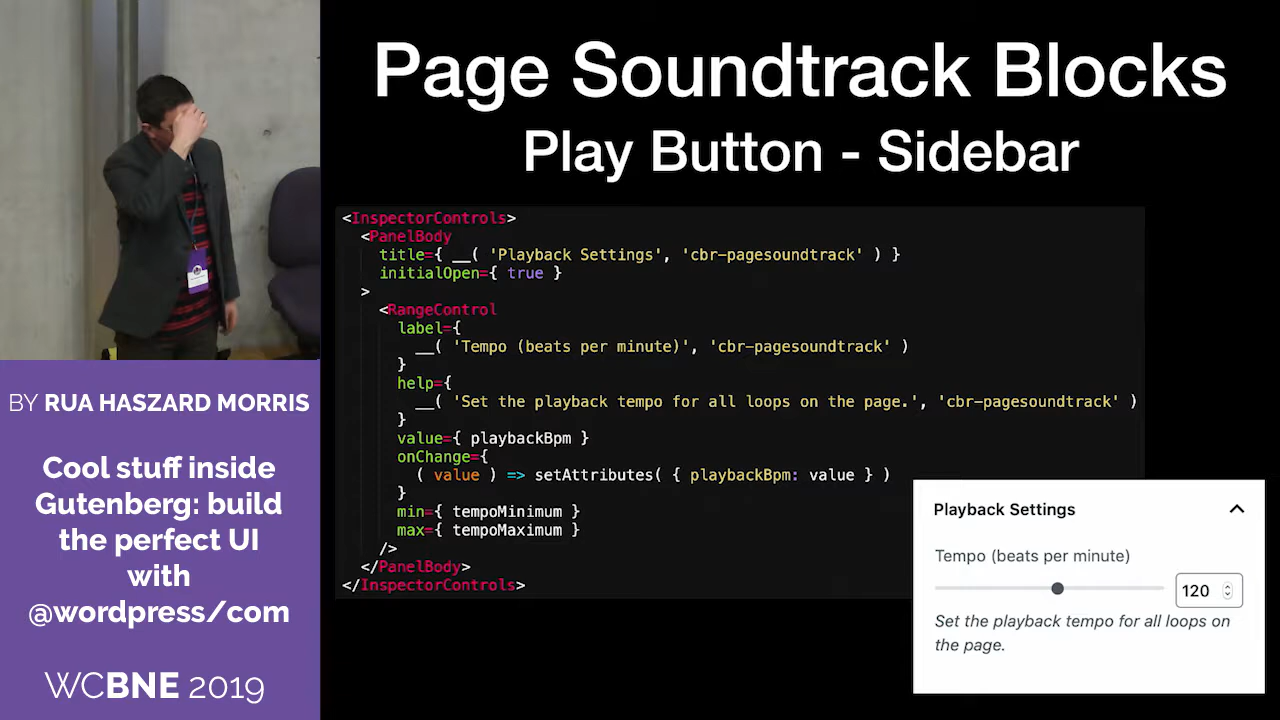 Page Soundtrack Blocks
Play Button - Sidebar
<InspectorControls>
<PanelBody
title={ __( 'Playback Settings', 'cbr-pagesoundtrack' ) }
initialOpen={ true }
>
<RangeControl
label={
__( 'Tempo (beats per minute)', 'cbr-pagesoundtrack' )
}
help={
__( 'Set the playback tempo for all loops on the page.', 'cbr-pagesoundtrack' )
}
value={ playbackBpm }
onChange={
( value ) => setAttributes( { playbackBpm: value } )
}
min={ tempoMinimum }
max={ tempoMaximum }
/>
</PanelBody>
</InspectorControls>
Playback Settings
Tempo (beats per minute)
120
Set the playback tempo for all loops on
the page.
BY RUA HASZARD MORRIS
Cool stuff inside
Gutenberg: build
the perfect UI
with
@wordpress/com
WCBNE 2019